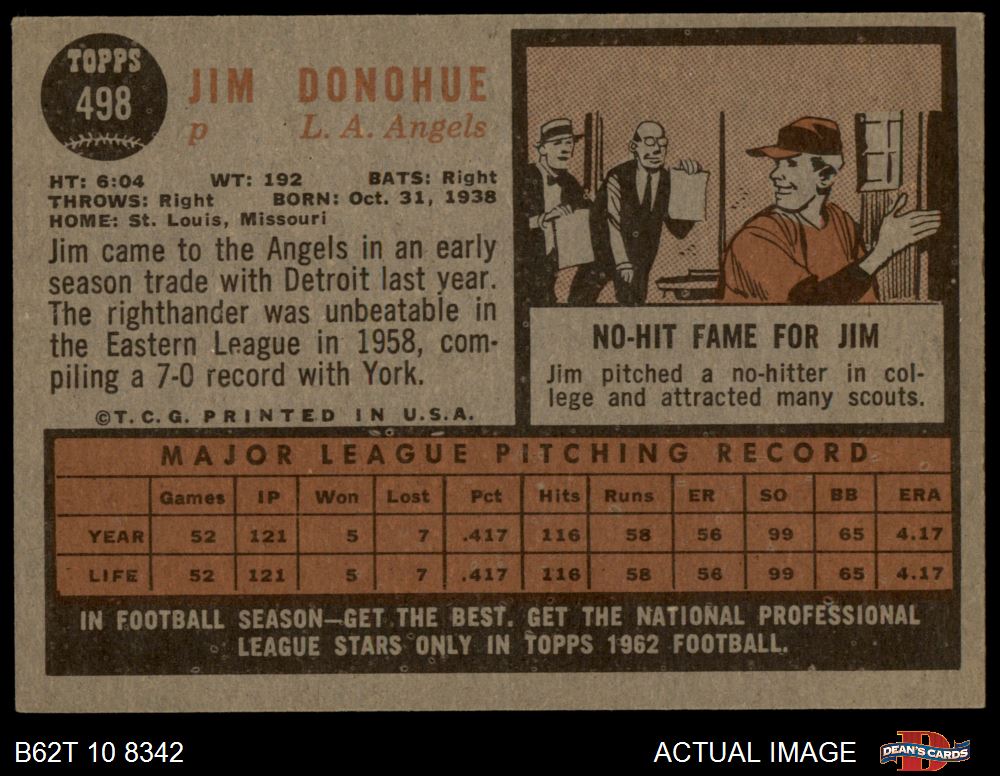 TOPPS
498
JIM DONOHUE
p L. A. Angels
HT: 6:04 WT: 192 BATS: Right
THROWS: Right BORN: Oct. 31, 1938
HOME: St. Louis, Missouri
Jim came to the Angels in an early
season trade with Detroit last year.
The righthander was unbeatable in
the Eastern League in 1958, com-
piling a 7-0 record with York.
©T.C.G. PRINTED IN U.S.A.
NO-HIT FAME FOR JIM
Jim pitched a no-hitter in col-
lege and attracted many scouts.
MAJOR LEAGUE PITCHING RECORD
Games IP Won Lost Pct Hits Runs ER SO BB ERA
YEAR 52 121 5 7 .417 116 58 56 99 65 4.17
LIFE 52 121 5 7 .417 116 58 56 99 65 4.17
IN FOOTBALL SEASON—GET THE BEST. GET THE NATIONAL PROFESSIONAL
LEAGUE STARS ONLY IN TOPPS 1962 FOOTBALL.
B62T 10 8342 ACTUAL IMAGE
D
DEAN'S CARDS